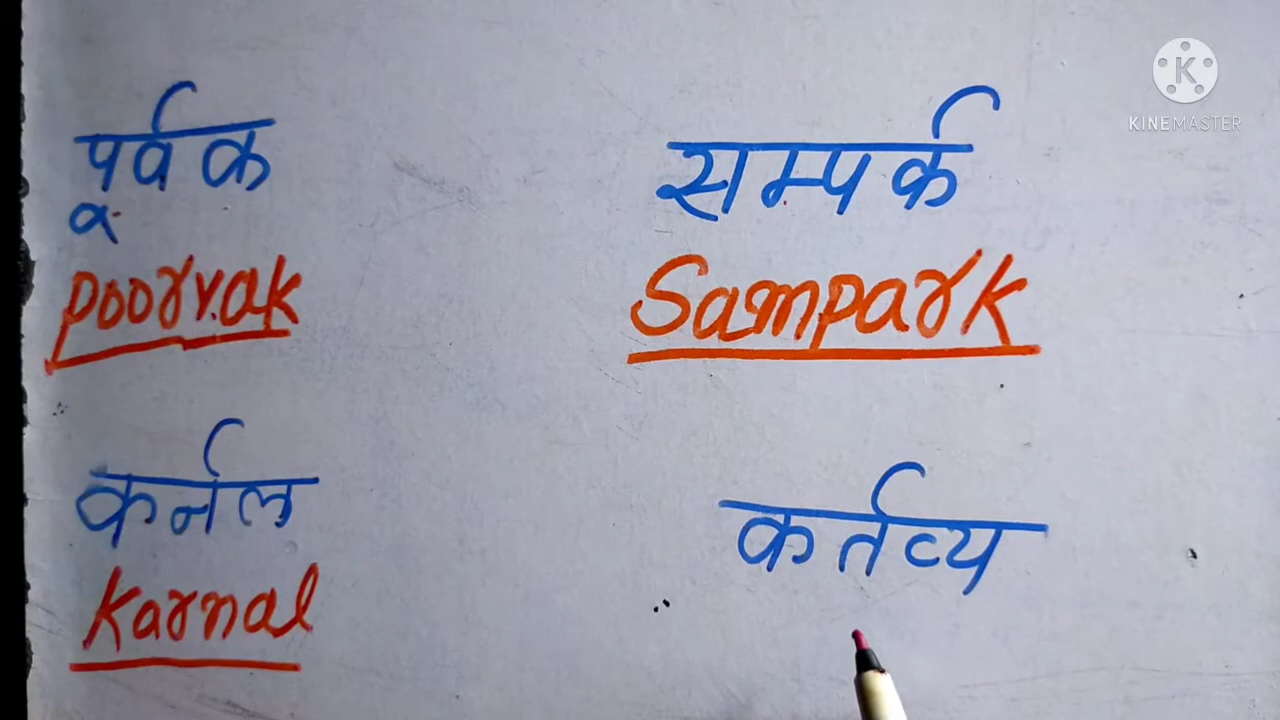 पूर्वक
Poorvak
सम्पर्क
Sampark
कर्नल
Karnal
कर्तव्य
K
KINEMASTER